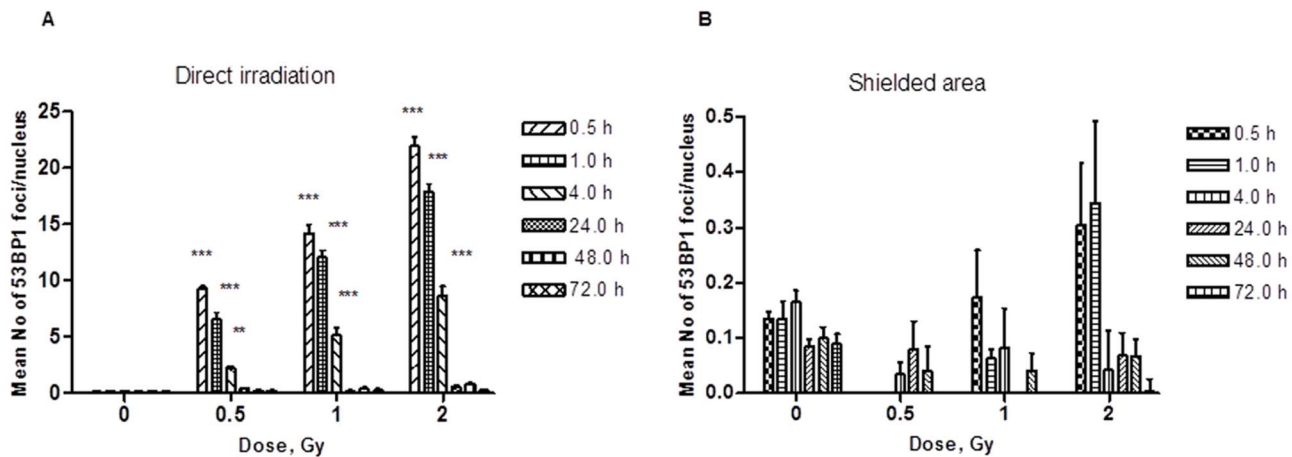 A
Direct irradiation
Mean No of 53BP1 foci/nucleus
25
20
15
10
5
0
***
***
**
***
***
***
***
***
***
0
0.5
1
2
Dose, Gy
0.5 h
1.0 h
4.0 h
24.0 h
48.0 h
72.0 h
B
Shielded area
Mean No of 53BP1 foci/nucleus
0.5
0.4
0.3
0.2
0.1
0.0
0
0.5
1
2
Dose, Gy
0.5 h
1.0 h
4.0 h
24.0 h
48.0 h
72.0 h